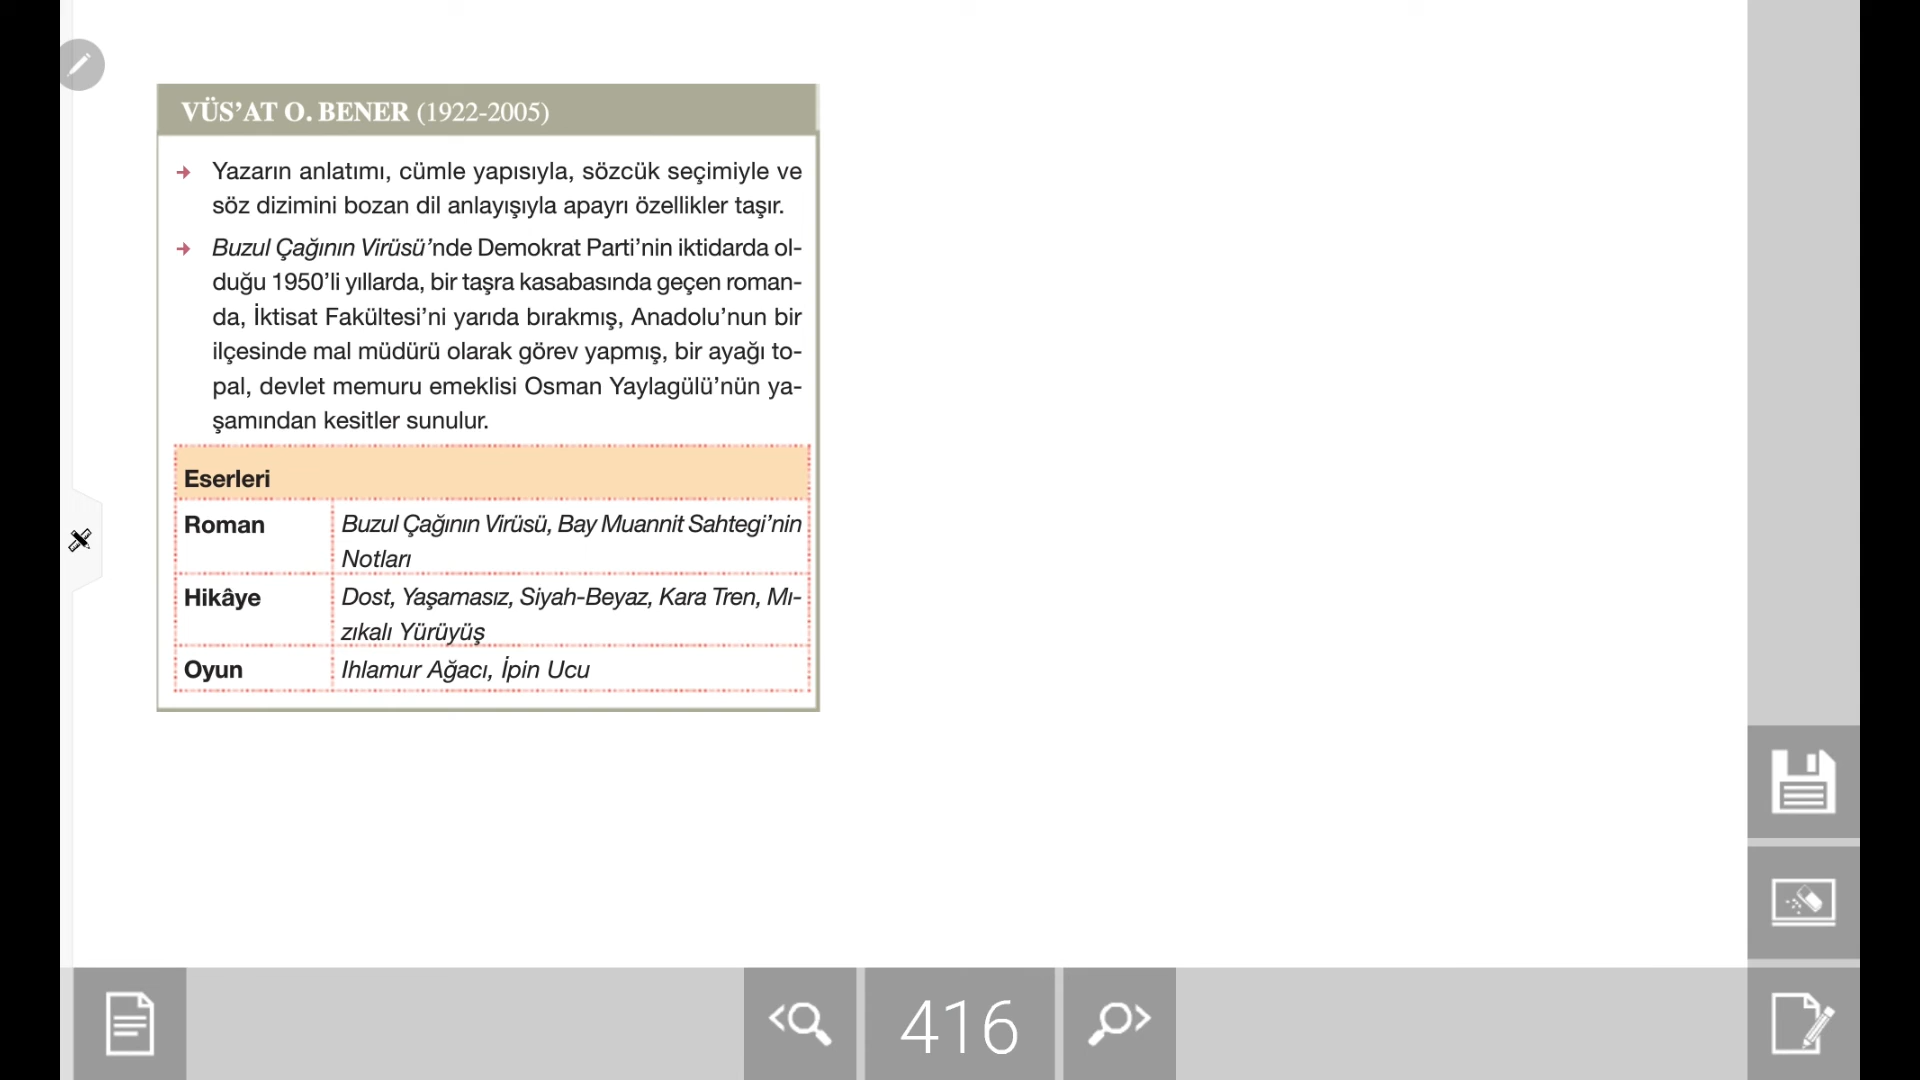 VÜS’AT O. BENER (1922-2005)
Yazarın anlatımı, cümle yapısıyla, sözcük seçimiyle ve
söz dizimini bozan dil anlayışıyla apayrı özellikler taşır.
Buzul Çağının Virüsü’nde Demokrat Parti’nin iktidarda ol-
duğu 1950’li yıllarda, bir taşra kasabasında geçen roman-
da, İktisat Fakültesi’ni yarıda bırakmış, Anadolu’nun bir
ilçesinde mal müdürü olarak görev yapmış, bir ayağı to-
pal, devlet memuru emeklisi Osman Yaylagülü’nün ya-
şamından kesitler sunulur.
Eserleri
Roman
Buzul Çağının Virüsü, Bay Muannit Sahtegi’nin
Notları
Hikâye
Dost, Yaşamasız, Siyah-Beyaz, Kara Tren, Mı-
zıkalı Yürüyüş
Oyun
Ihlamur Ağacı, İpin Ucu
416